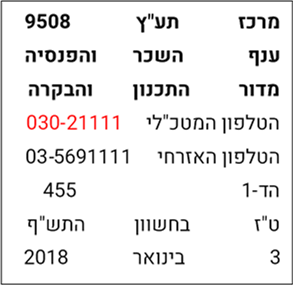 מרכז תע"ץ 9508
ענף השכר והפנסיה
מדור התכנון והבקרה
הטלפון המטכ"לי 030-21111
הטלפון האזרחי 03-5691111
הד-1 455
ט"ז בחשוון התש"ף
3 בינואר 2018